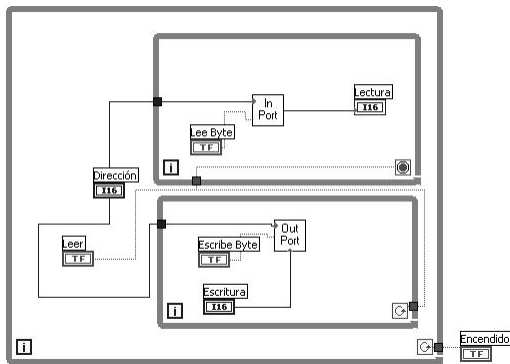 In
Port
Lectura
I16
Lee Byte
TF
i
Dirección
I16
Leer
TF
Out
Port
Escribe Byte
TF
Escritura
I16
i
i
Encendido
TF